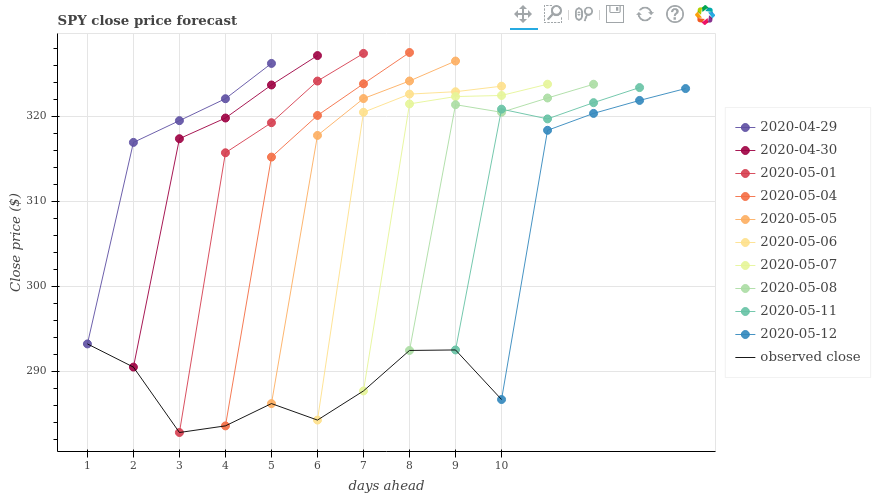 SPY close price forecast
320
310
300
290
Close price ($)
1 2 3 4 5 6 7 8 9 10
days ahead
2020-04-29
2020-04-30
2020-05-01
2020-05-04
2020-05-05
2020-05-06
2020-05-07
2020-05-08
2020-05-11
2020-05-12
observed close